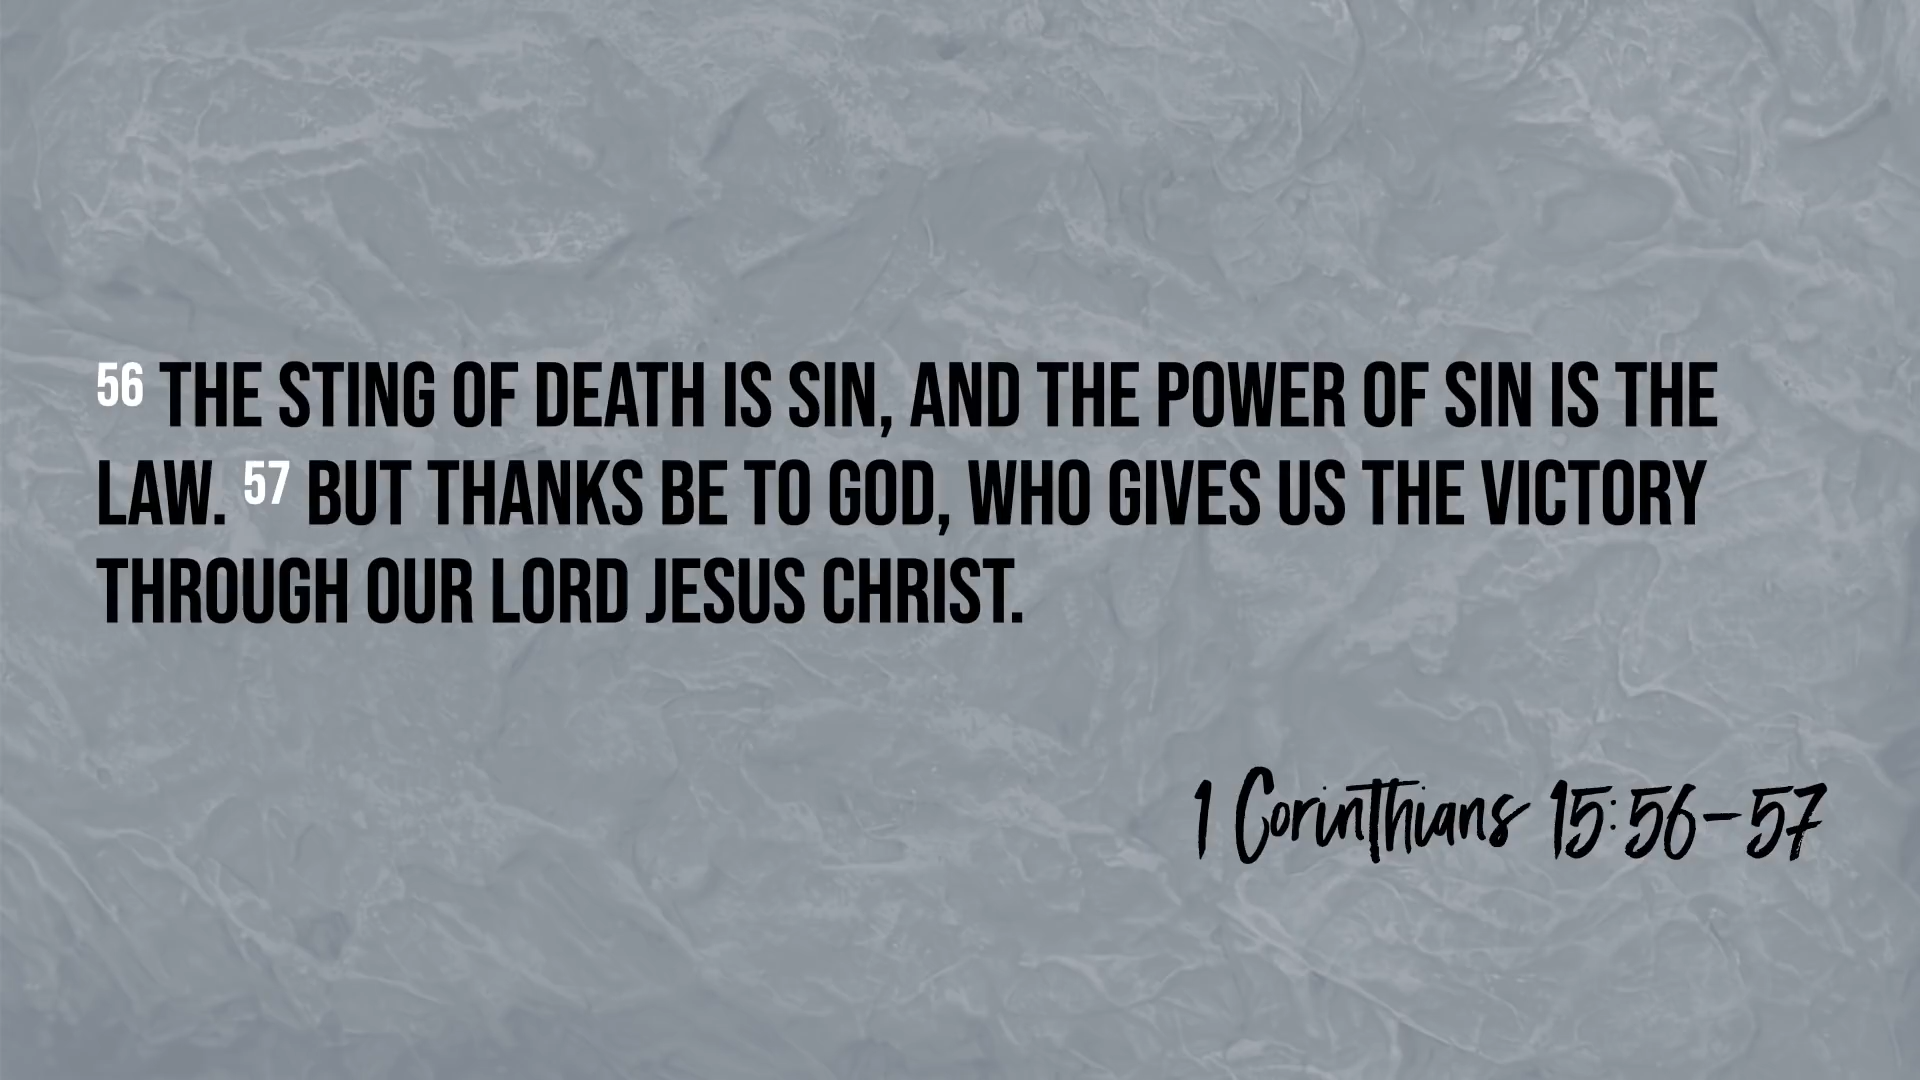 56 THE STING OF DEATH IS SIN, AND THE POWER OF SIN IS THE
LAW. 57 BUT THANKS BE TO GOD, WHO GIVES US THE VICTORY
THROUGH OUR LORD JESUS CHRIST.
1 Corinthians 15:56-57